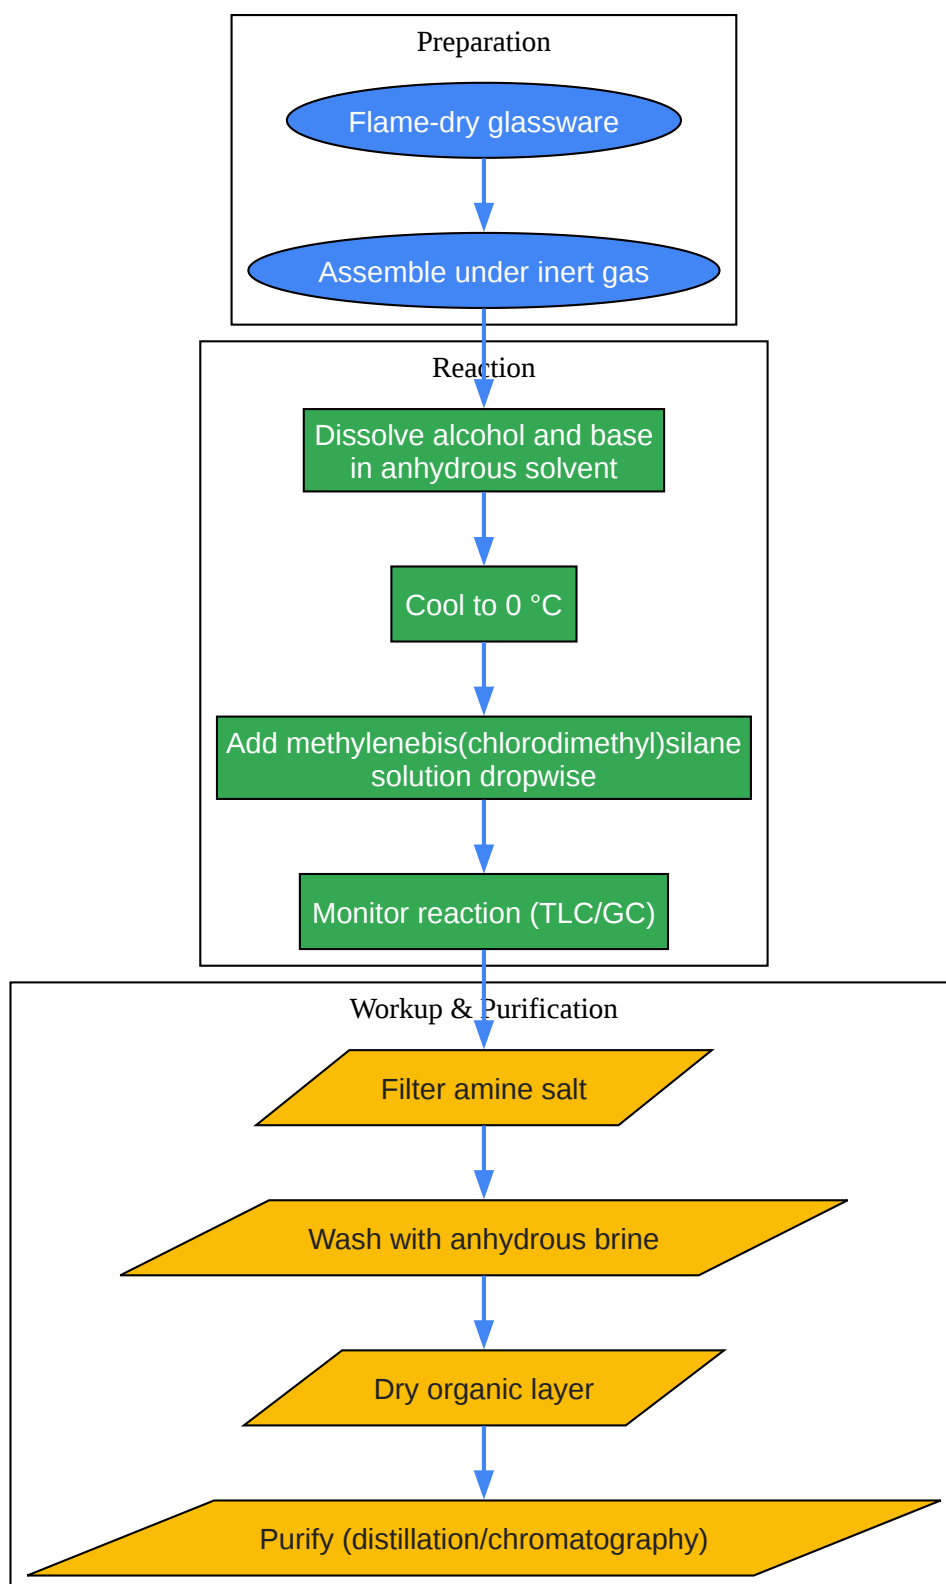 Preparation
Flame-dry glassware
Assemble under inert gas
Reaction
Dissolve alcohol and base
in anhydrous solvent
Cool to 0 °C
Add methylenebis(chlorodimethyl)silane
solution dropwise
Monitor reaction (TLC/GC)
Workup & Purification
Filter amine salt
Wash with anhydrous brine
Dry organic layer
Purify (distillation/chromatography)